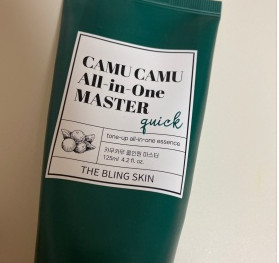 CAMU CAMU
All-in-One
MASTER
quick
tone-up all-in-one essence
카무카무 올인원 마스터
125ml 4.2 fl. oz.
THE BLING SKIN